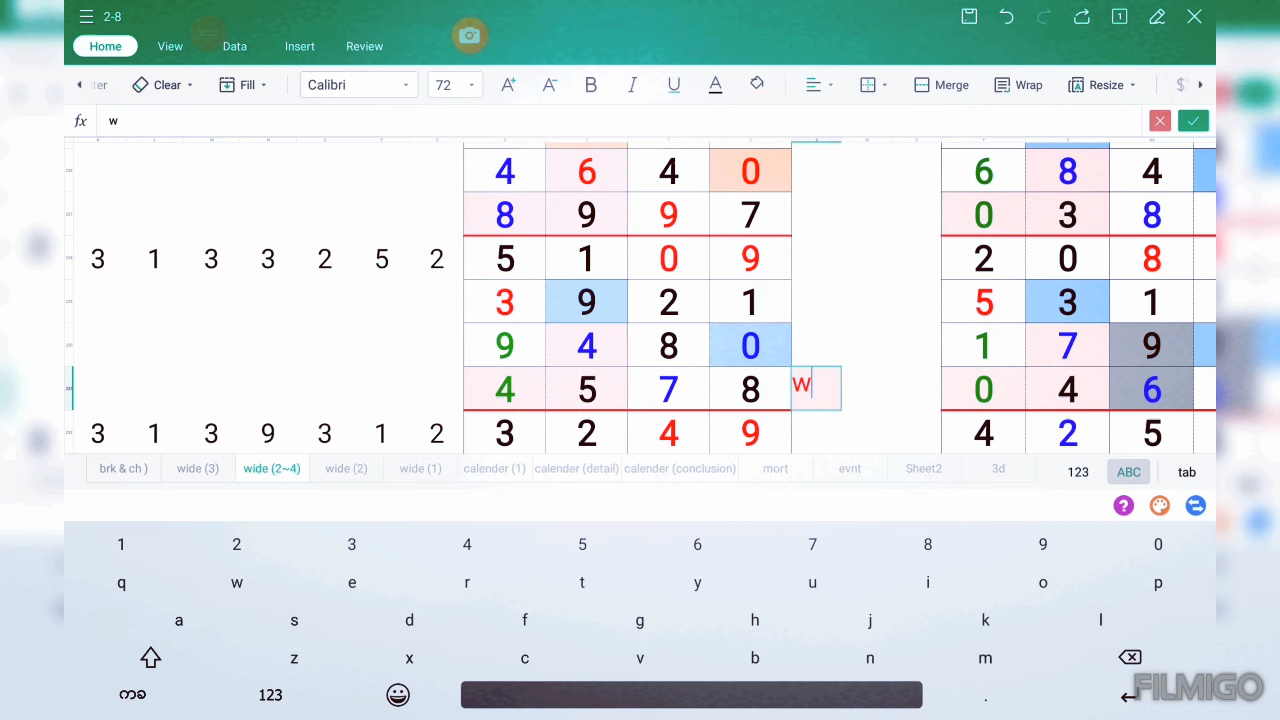 2-8
Home View Data Insert Review
ter Clear Fill Calibri 72 A+ A- B I U A Merge Wrap Resize $
fx w
4 6 4 0 6 8 4
8 9 9 7 0 3 8
3 1 3 3 2 5 2 5 1 0 9 2 0 8
3 9 2 1 5 3 1
9 4 8 0 1 7 9
4 5 7 8 w 0 4 6
3 1 3 9 3 1 2 3 2 4 9 4 2 5
brk & ch ) wide (3) wide (2~4) wide (2) wide (1) calender (1) calender (detail) calender (conclusion) mort evnt Sheet2 3d 123 ABC tab
1 2 3 4 5 6 7 8 9 0
q w e r t y u i o p
a s d f g h j k l
z x c v b n m
ကခ 123 .
FILMIGO